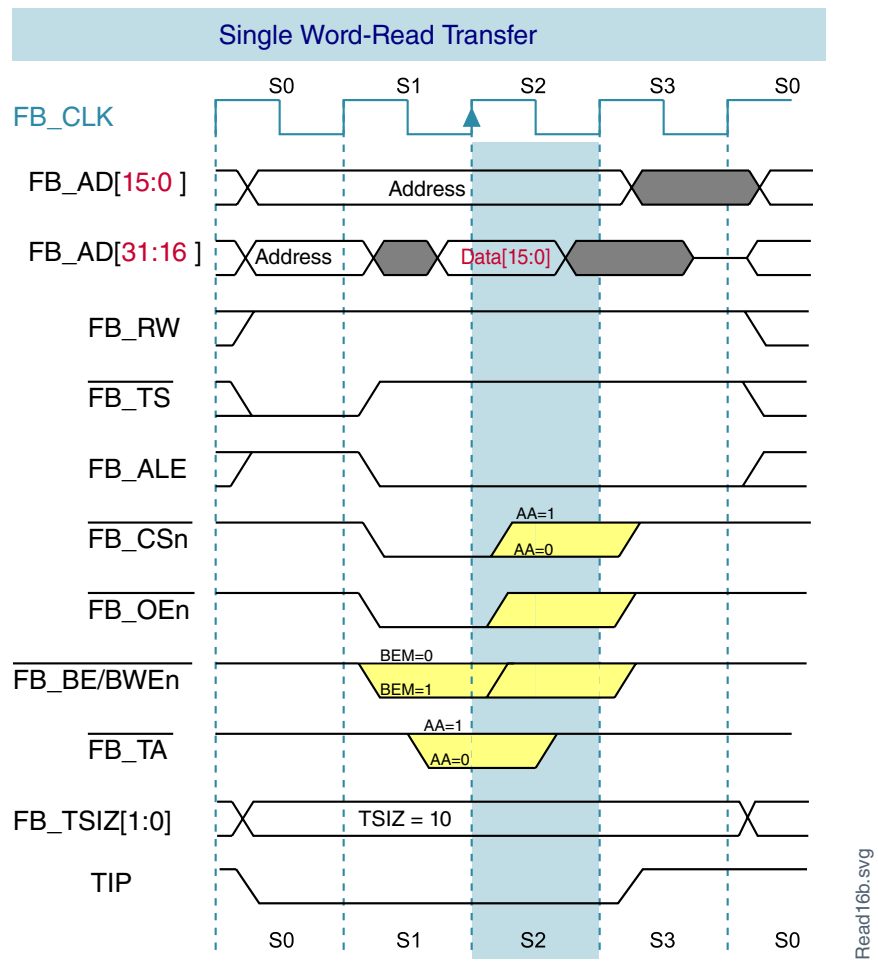 Single Word-Read Transfer
S0 S1 S2 S3 S0
FB_CLK
FB_AD[15:0 ] Address
FB_AD[31:16 ] Address Data[15:0]
FB_RW
FB_TS
FB_ALE
AA=1
FB_CSn AA=0
FB_OEn
BEM=0
FB_BE/BWEn BEM=1
AA=1
FB_TA AA=0
FB_TSIZ[1:0] TSIZ = 10
TIP
S0 S1 S2 S3 S0
Read16b.svg